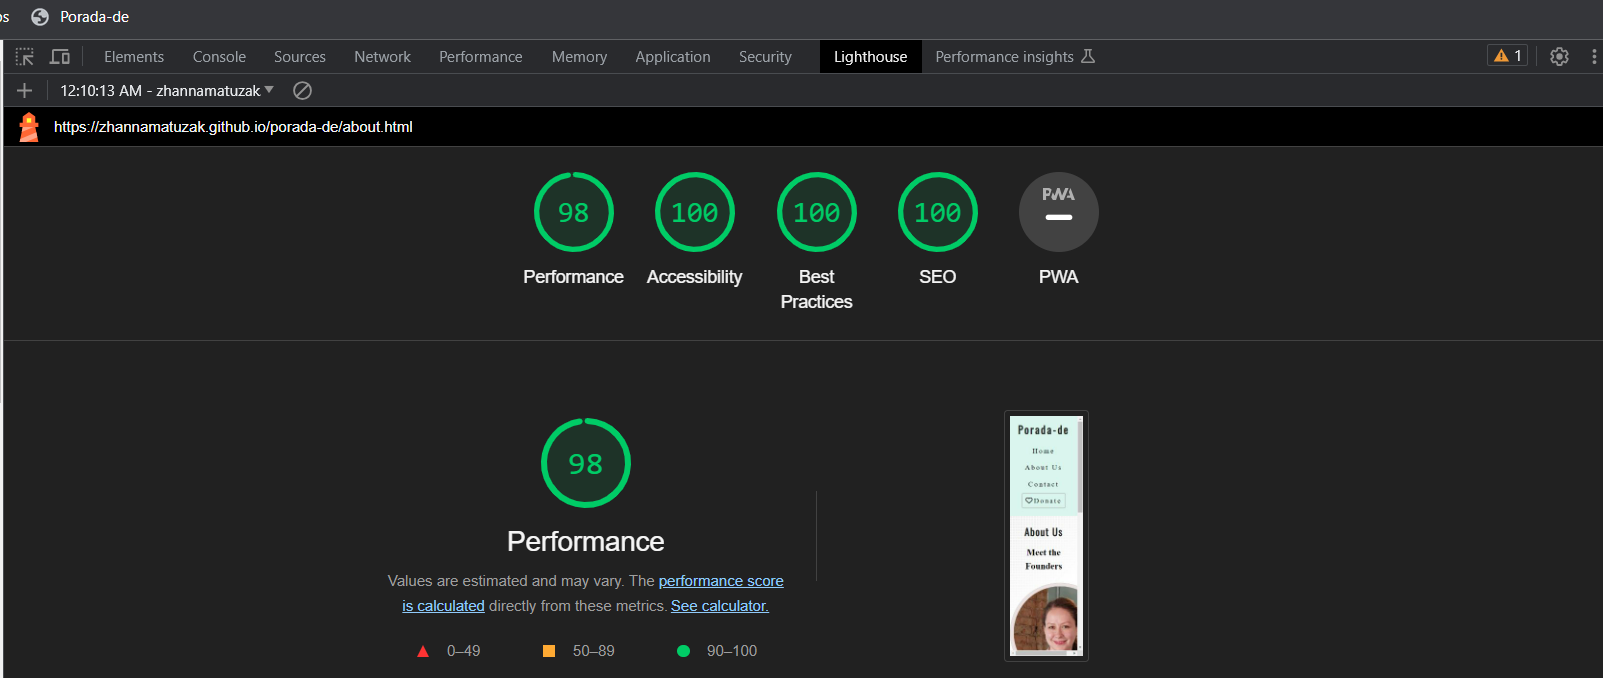 os Porada-de
Elements Console Sources Network Performance Memory Application Security Lighthouse Performance insights 1
12:10:13 AM - zhannamatuzak
https://zhannamatuzak.github.io/porada-de/about.html
98 100 100 100 PWA
Performance Accessibility Best Practices SEO PWA
98
Performance
Values are estimated and may vary. The performance score
is calculated directly from these metrics. See calculator.
0–49 50–89 90–100
Porada-de
Home
About Us
Contact
Donate
About Us
Meet the
Founders